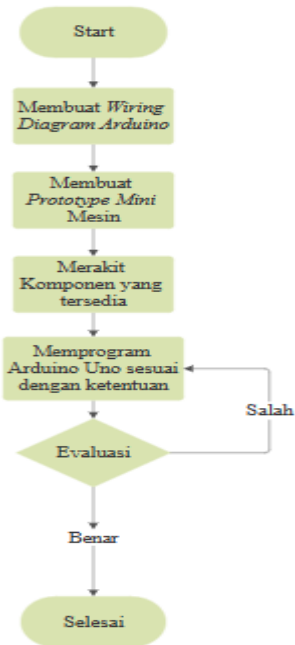 Start
Membuat Wiring
Diagram Arduino
Membuat
Prototype Mini
Mesin
Merakit
Komponen yang
tersedia
Memprogram
Arduino Uno sesuai
dengan ketentuan
Salah
Evaluasi
Benar
Selesai